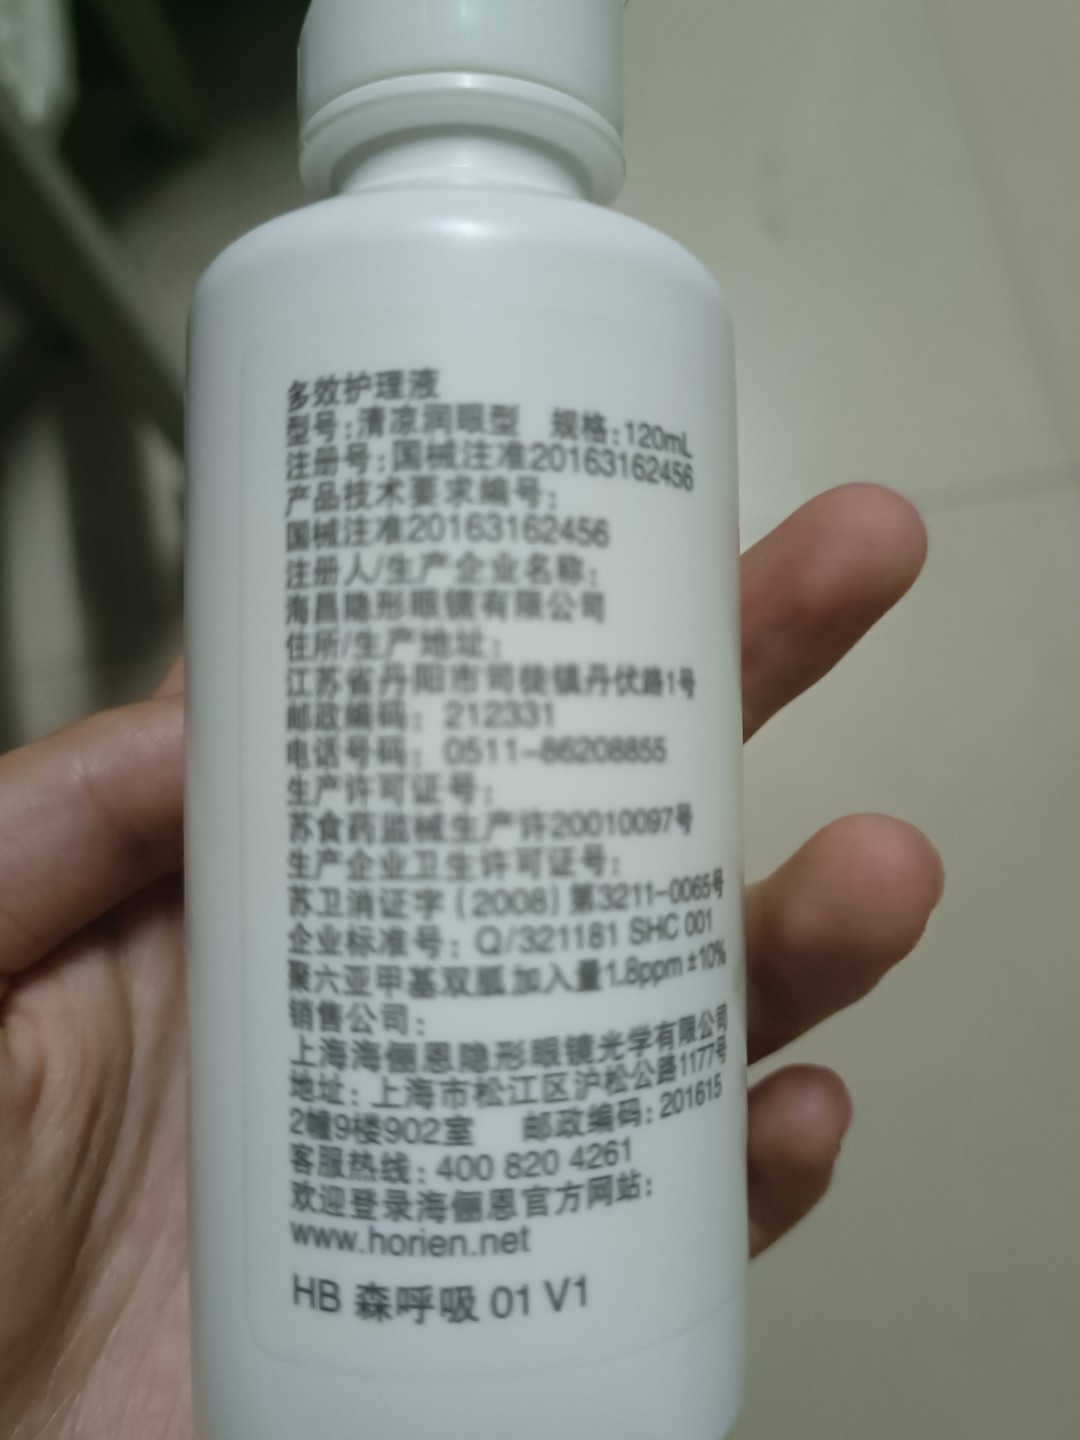 多效护理液
型号:清凉润眼型 规格:120mL
注册号:国械注准20163162456
产品技术要求编号:
国械注准20163162456
注册人/生产企业名称:
海昌隐形眼镜有限公司
住所/生产地址:
江苏省丹阳市司徒镇丹伏路1号
邮政编码: 212331
电话号码: 0511-86208855
生产许可证号:
苏食药监械生产许20010097号
生产企业卫生许可证号:
苏卫消证字(2008)第3211-0065号
企业标准号: Q/321181 SHC 001
聚六亚甲基双胍加入量1.8ppm±10%
销售公司:
上海海俪恩隐形眼镜光学有限公司
地址: 上海市松江区沪松公路1177号
2幢9楼902室 邮政编码: 201615
客服热线: 400 820 4261
欢迎登录海俪恩官方网站:
www.horien.net
HB 森呼吸 01 V1